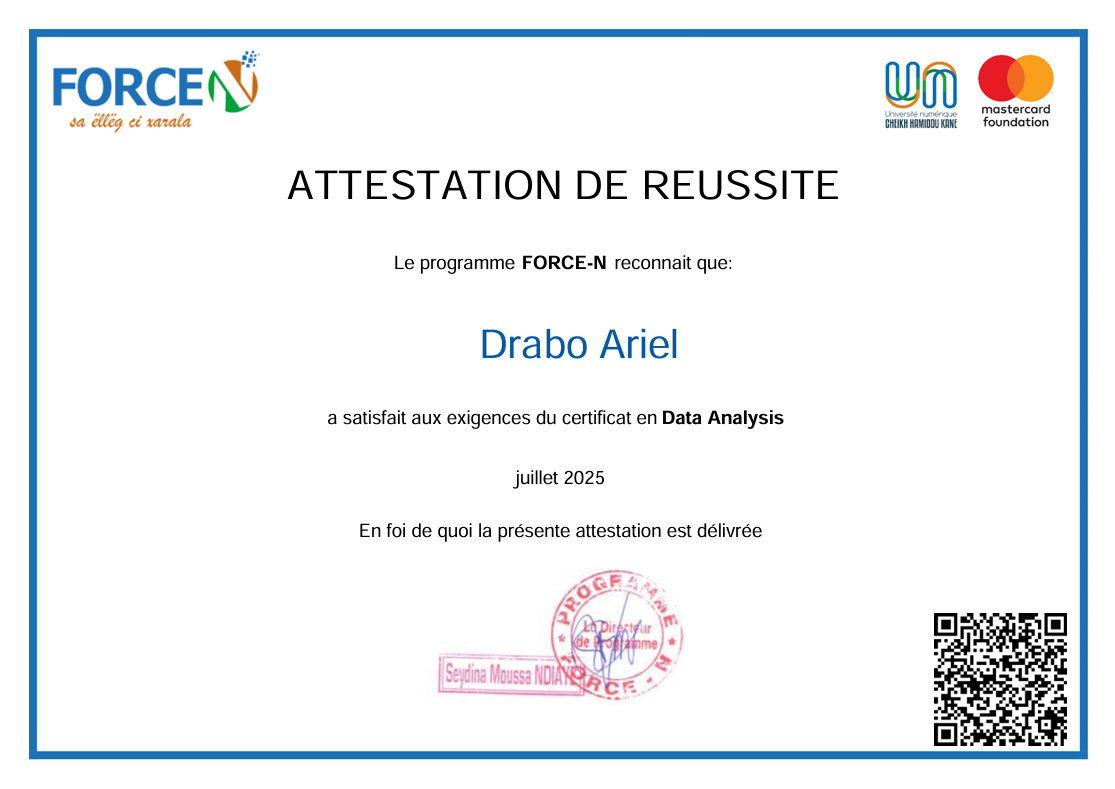 FORCE N
sa ëllëg ci xarala
Université numérique
CHEIKH HAMIDOU KANE
mastercard
foundation
ATTESTATION DE REUSSITE
Le programme FORCE-N reconnait que:
Drabo Ariel
a satisfait aux exigences du certificat en Data Analysis
juillet 2025
En foi de quoi la présente attestation est délivrée
PROGRAMME
Le Directeur
de Programme
FORCE - N
Seydina Moussa NDIAYE